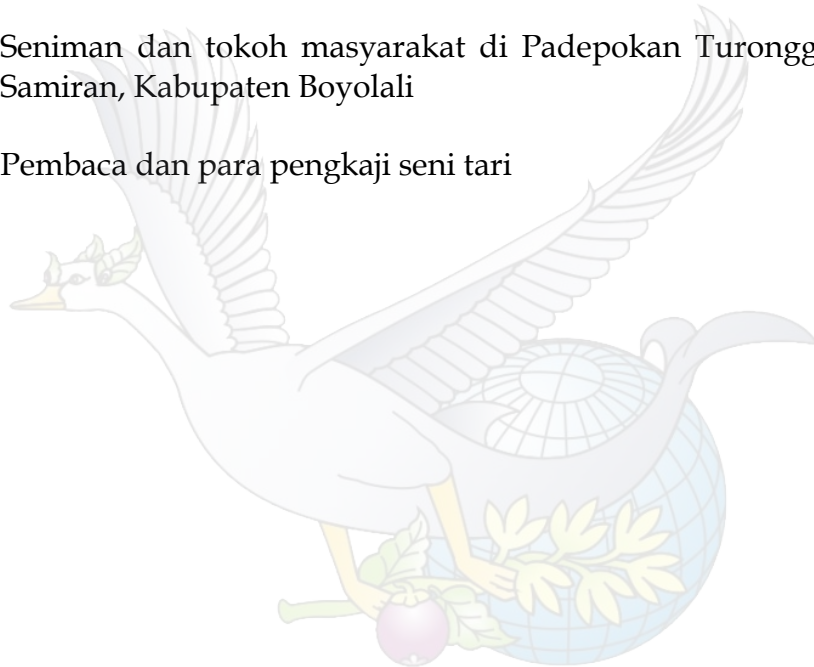 Seniman dan tokoh masyarakat di Padepokan Turongg
Samiran, Kabupaten Boyolali
Pembaca dan para pengkaji seni tari